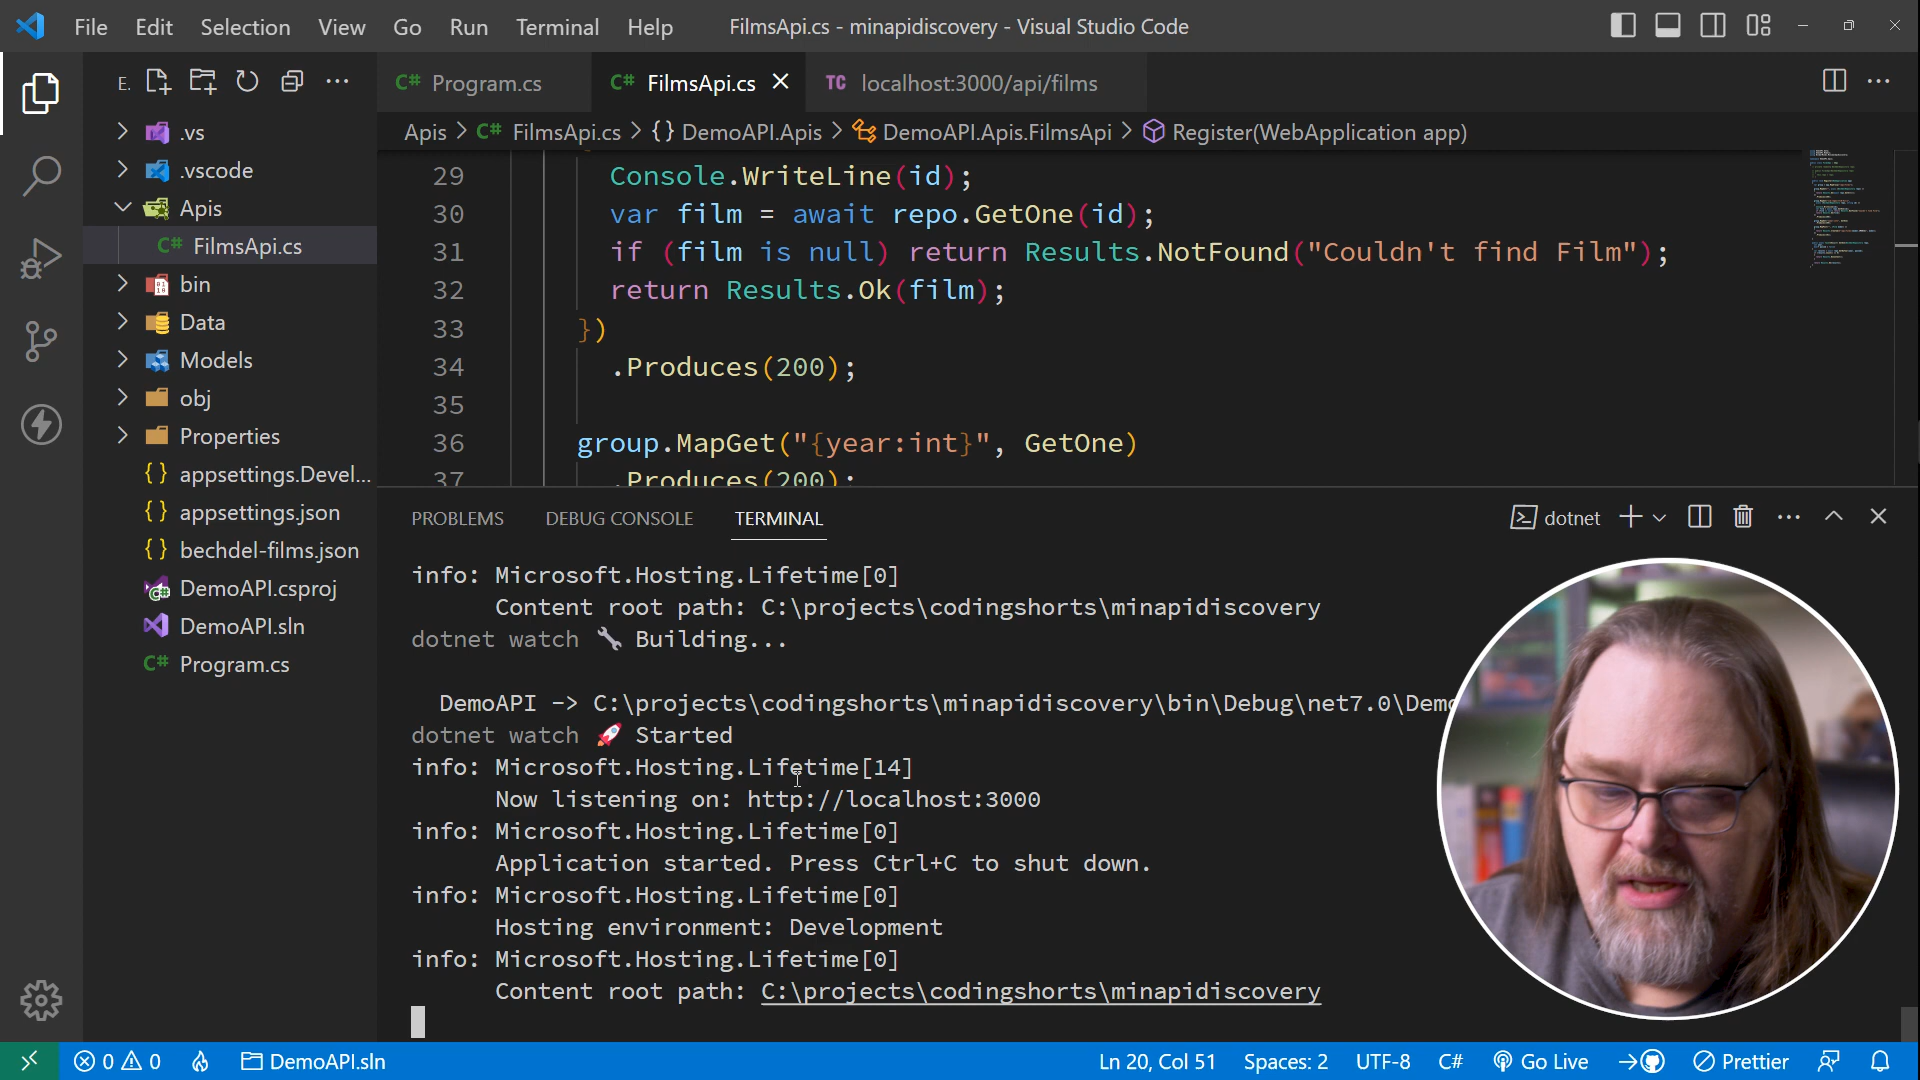 File Edit Selection View Go Run Terminal Help
FilmsApi.cs - minapidiscovery - Visual Studio Code
E.
C# Program.cs
C# FilmsApi.cs
TC localhost:3000/api/films
Apis > C# FilmsApi.cs > {} DemoAPI.Apis > DemoAPI.Apis.FilmsApi > Register(WebApplication app)
.vs
.vscode
Apis
C# FilmsApi.cs
bin
Data
Models
obj
Properties
{} appsettings.Devel...
{} appsettings.json
{} bechdel-films.json
DemoAPI.csproj
DemoAPI.sln
C# Program.cs
29 Console.WriteLine(id);
30 var film = await repo.GetOne(id);
31 if (film is null) return Results.NotFound("Couldn't find Film");
32 return Results.Ok(film);
33 })
34 .Produces(200);
35
36 group.MapGet("{year:int}", GetOne)
37 .Produces(200);
PROBLEMS DEBUG CONSOLE TERMINAL
dotnet
info: Microsoft.Hosting.Lifetime[0]
Content root path: C:\projects\codingshorts\minapidiscovery
dotnet watch 🔧 Building...
DemoAPI -> C:\projects\codingshorts\minapidiscovery\bin\Debug\net7.0\Demo
dotnet watch 🚀 Started
info: Microsoft.Hosting.Lifetime[14]
Now listening on: http://localhost:3000
info: Microsoft.Hosting.Lifetime[0]
Application started. Press Ctrl+C to shut down.
info: Microsoft.Hosting.Lifetime[0]
Hosting environment: Development
info: Microsoft.Hosting.Lifetime[0]
Content root path: C:\projects\codingshorts\minapidiscovery
0 0 DemoAPI.sln
Ln 20, Col 51 Spaces: 2 UTF-8 C# Go Live Prettier